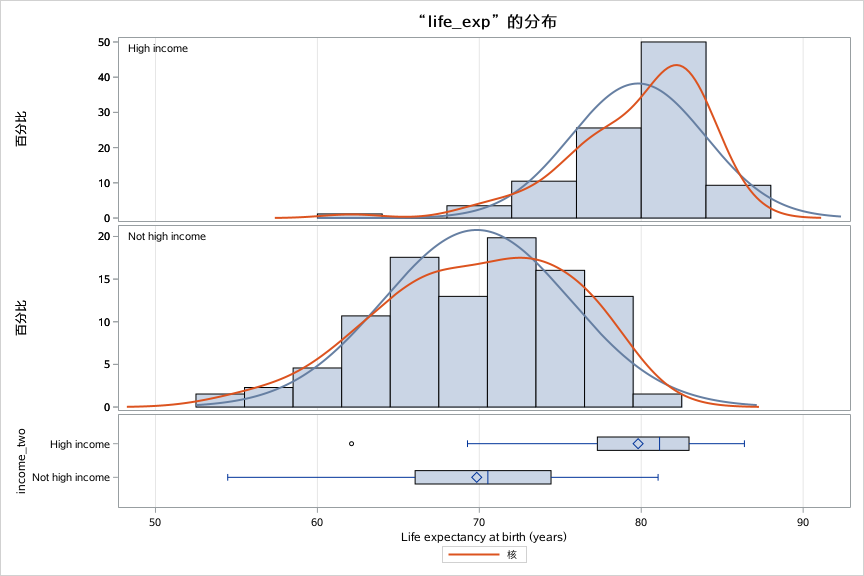 “life_exp”的分布
High income
百分比
50
40
30
20
10
0
Not high income
百分比
20
15
10
5
0
income_two
High income
Not high income
50 60 70 80 90
Life expectancy at birth (years)
核